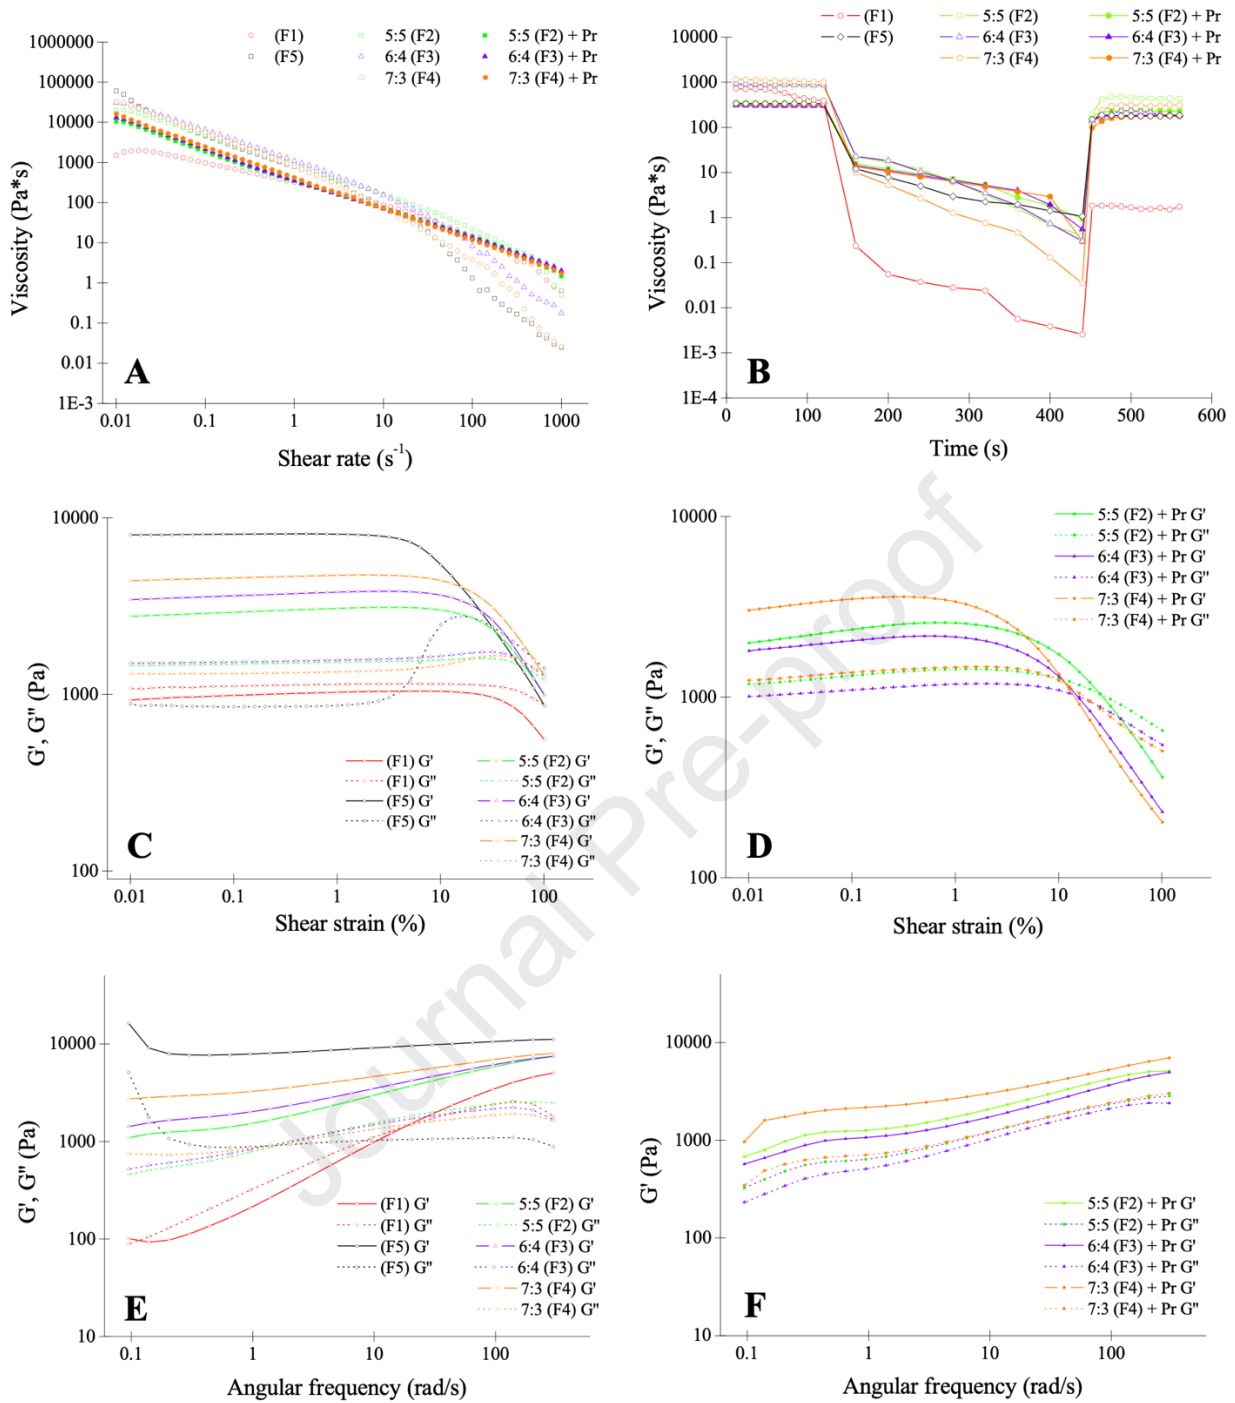 1000000
100000
10000
1000
100
10
1
0.1
0.01
1E-3
Viscosity (Pa*s)
(F1)
5:5 (F2)
5:5 (F2) + Pr
(F5)
6:4 (F3)
6:4 (F3) + Pr
7:3 (F4)
7:3 (F4) + Pr
A
0.01 0.1 1 10 100 1000
Shear rate (s⁻¹)
10000
1000
100
10
1
0.1
0.01
1E-3
1E-4
Viscosity (Pa*s)
(F1)
5:5 (F2)
5:5 (F2) + Pr
(F5)
6:4 (F3)
6:4 (F3) + Pr
7:3 (F4)
7:3 (F4) + Pr
B
0 100 200 300 400 500 600
Time (s)
10000
1000
100
G', G'' (Pa)
(F1) G'
5:5 (F2) G'
(F1) G''
5:5 (F2) G''
(F5) G'
6:4 (F3) G'
(F5) G''
6:4 (F3) G''
7:3 (F4) G'
7:3 (F4) G''
C
0.01 0.1 1 10 100
Shear strain (%)
10000
1000
100
G', G'' (Pa)
5:5 (F2) + Pr G'
5:5 (F2) + Pr G''
6:4 (F3) + Pr G'
6:4 (F3) + Pr G''
7:3 (F4) + Pr G'
7:3 (F4) + Pr G''
D
0.01 0.1 1 10 100
Shear strain (%)
10000
1000
100
10
G', G'' (Pa)
(F1) G'
5:5 (F2) G'
(F1) G''
5:5 (F2) G''
(F5) G'
6:4 (F3) G'
(F5) G''
6:4 (F3) G''
7:3 (F4) G'
7:3 (F4) G''
E
0.1 1 10 100
Angular frequency (rad/s)
10000
1000
100
10
G' (Pa)
5:5 (F2) + Pr G'
5:5 (F2) + Pr G''
6:4 (F3) + Pr G'
6:4 (F3) + Pr G''
7:3 (F4) + Pr G'
7:3 (F4) + Pr G''
F
0.1 1 10 100
Angular frequency (rad/s)
Journal Pre-proof